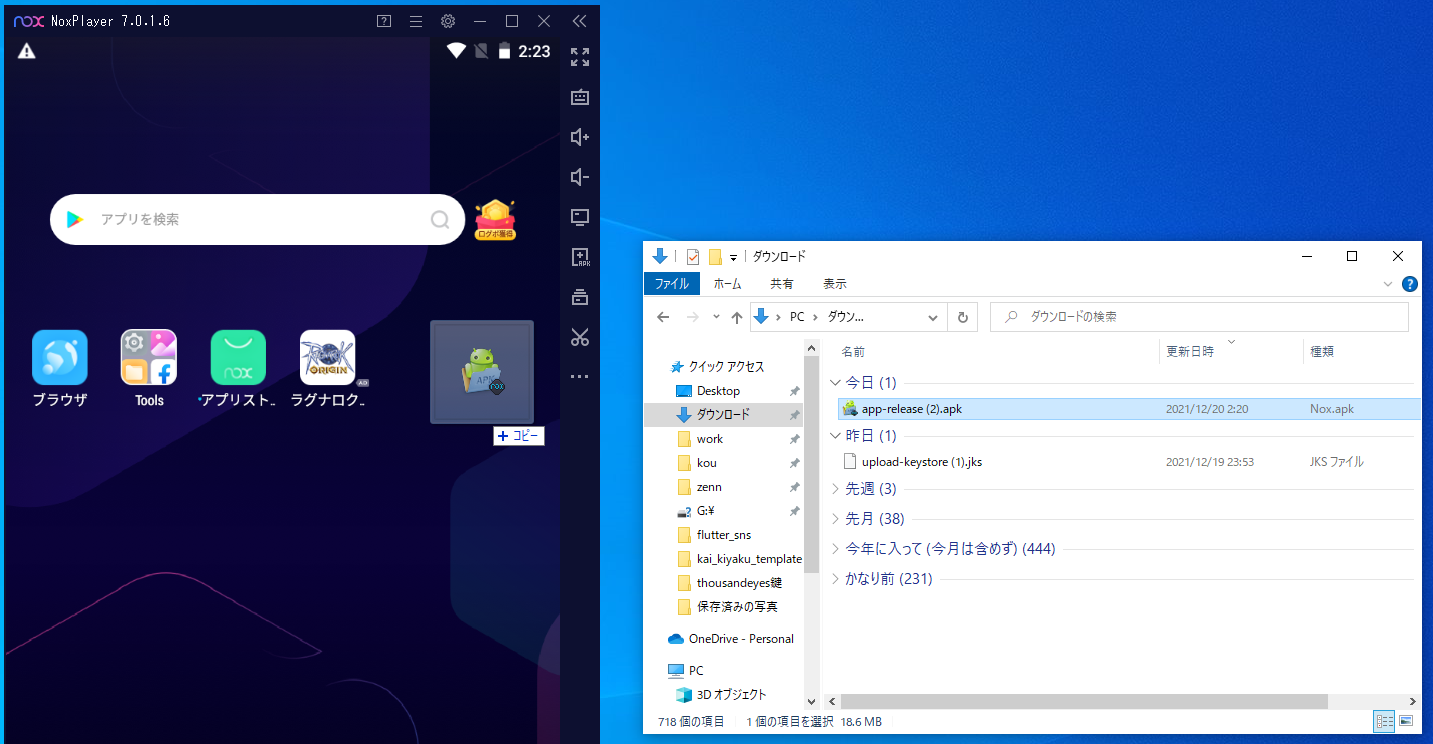 nox NoxPlayer 7.0.1.6
2:23
アプリを検索
ログボ獲得
ブラウザ
Tools
nox
アプリスト..
RAGNAROK
ORIGIN
AD
ラグナロク..
APK
nox
コピー
APK
ダウンロード
ファイル
ホーム
共有
表示
PC
ダウン...
ダウンロードの検索
クイック アクセス
Desktop
ダウンロード
work
kou
zenn
G:¥
flutter_sns
kai_kiyaku_template
thousandeyes鍵
保存済みの写真
OneDrive - Personal
PC
3D オブジェクト
名前
更新日時
種類
今日 (1)
app-release (2).apk
2021/12/20 2:20
Nox.apk
昨日 (1)
upload-keystore (1).jks
2021/12/19 23:53
JKS ファイル
先週 (3)
先月 (38)
今年に入って (今月は含めず) (444)
かなり前 (231)
718 個の項目
1 個の項目を選択 18.6 MB